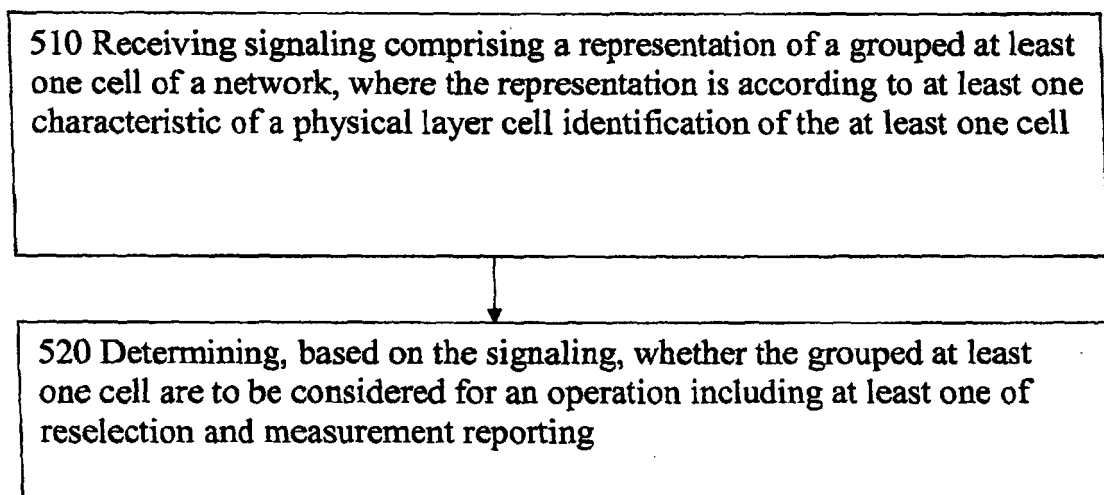 510 Receiving signaling comprising a representation of a grouped at least
one cell of a network, where the representation is according to at least one
characteristic of a physical layer cell identification of the at least one cell
520 Determining, based on the signaling, whether the grouped at least
one cell are to be considered for an operation including at least one of
reselection and measurement reporting